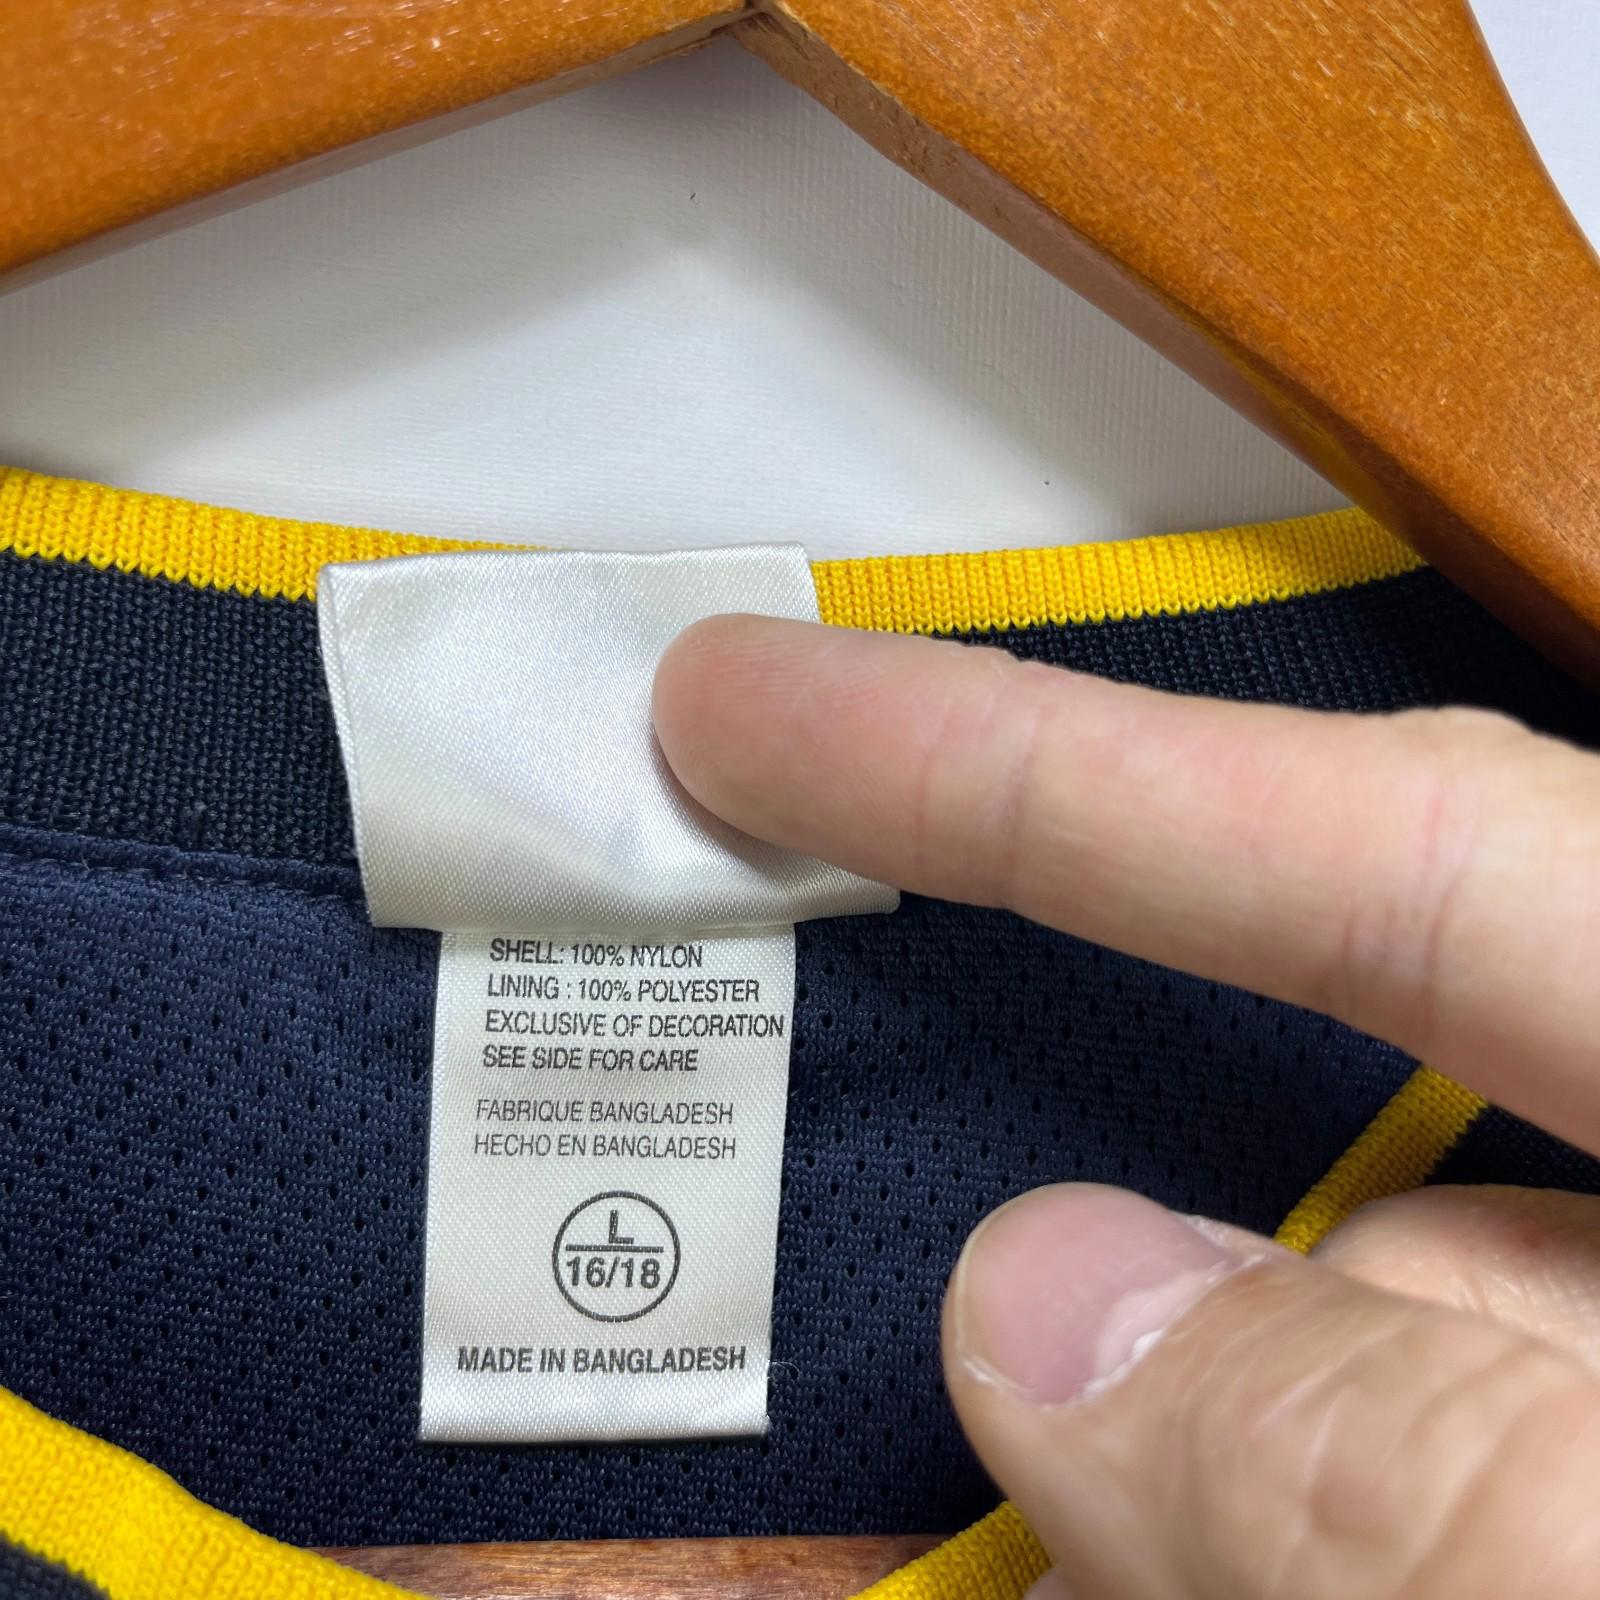 SHELL: 100% NYLON
LINING : 100% POLYESTER
EXCLUSIVE OF DECORATION
SEE SIDE FOR CARE
FABRIQUE BANGLADESH
HECHO EN BANGLADESH
L
16/18
MADE IN BANGLADESH